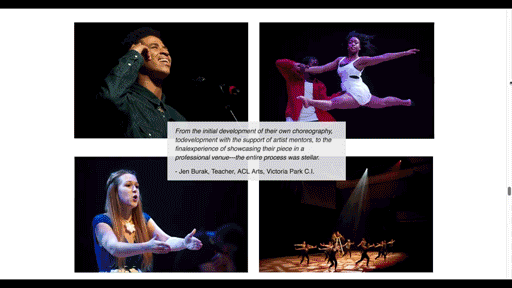 From the initial development of their own choreography,
todevelopment with the support of artist mentors, to the
finalexperience of showcasing their piece in a
professional venue—the entire process was stellar.
- Jen Burak, Teacher, ACL Arts, Victoria Park C.I.